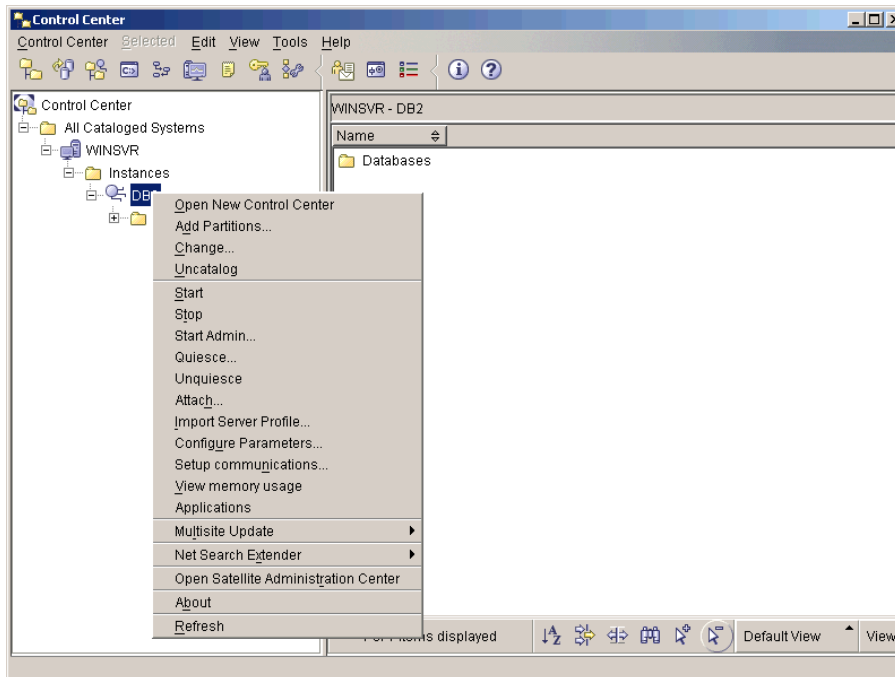 Control Center
Control Center Selected Edit View Tools Help
Control Center
All Cataloged Systems
WINSVR
Instances
WINSVR - DB2
Name
Databases
Open New Control Center
Add Partitions...
Change...
Uncatalog
Start
Stop
Start Admin...
Quiesce...
Unquiesce
Attach...
Import Server Profile...
Configure Parameters...
Setup communications...
View memory usage
Applications
Multisite Update
Net Search Extender
Open Satellite Administration Center
About
Refresh
displayed
Default View
View